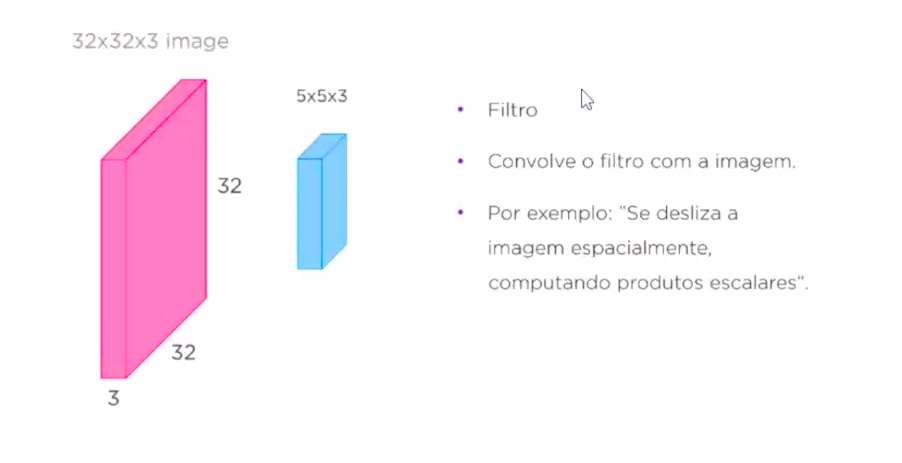 32x32x3 image
5x5x3
32
32
3
• Filtro
• Convolve o filtro com a imagem.
• Por exemplo: "Se desliza a
imagem espacialmente,
computando produtos escalares".